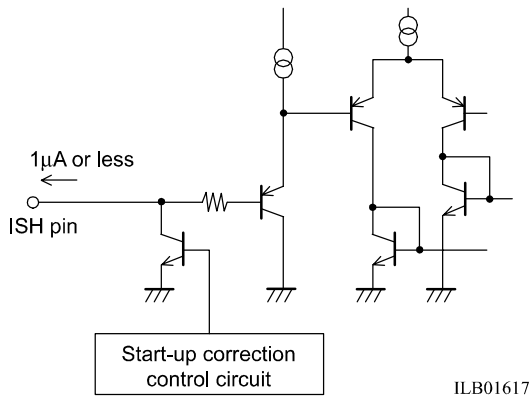 1μA or less
ISH pin
Start-up correction
control circuit
ILB01617